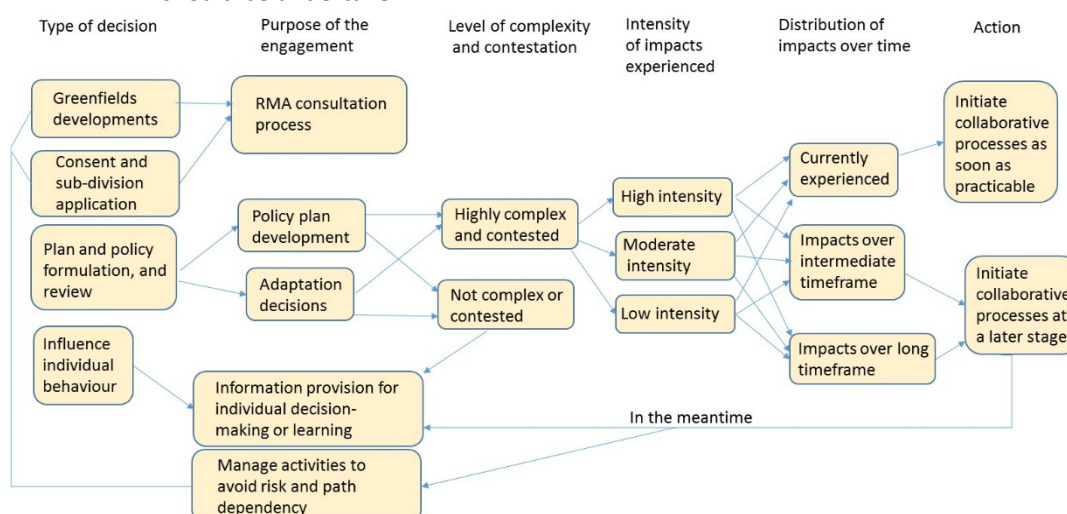 Type of decision
Purpose of the
engagement
Level of complexity
and contestation
Intensity
of impacts
experienced
Distribution of
impacts over time
Action
Greenfields
developments
RMA consultation
process
Consent and
sub-division
application
Plan and policy
formulation, and
review
Policy plan
development
Adaptation
decisions
Highly complex
and contested
Not complex or
contested
High intensity
Moderate
intensity
Low intensity
Currently
experienced
Impacts over
intermediate
timeframe
Impacts over long
timeframe
Initiate
collaborative
processes as
soon as
practicable
Initiate
collaborative
processes at
a later stage
Influence
individual
behaviour
Information provision for
individual decision-
making or learning
In the meantime
Manage activities to
avoid risk and path
dependency